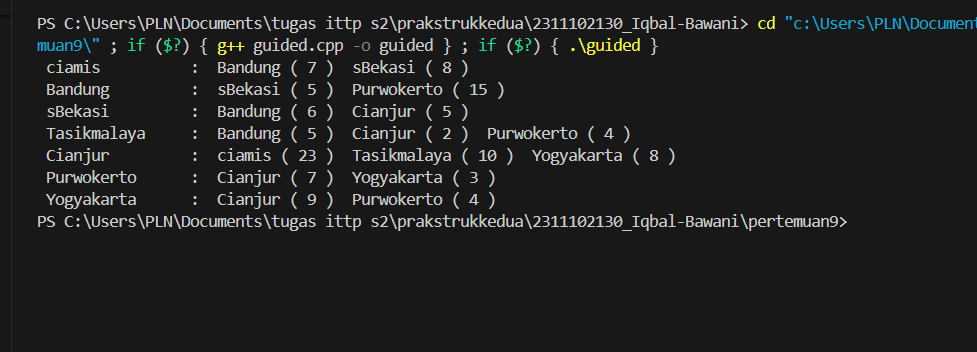 PS C:\Users\PLN\Documents\tugas ittp s2\prakstrukkedua\2311102130_Iqbal-Bawani> cd "c:\Users\PLN\Document
muan9\" ; if ($?) { g++ guided.cpp -o guided } ; if ($?) { .\guided }
ciamis : Bandung ( 7 ) sBekasi ( 8 )
Bandung : sBekasi ( 5 ) Purwokerto ( 15 )
sBekasi : Bandung ( 6 ) Cianjur ( 5 )
Tasikmalaya : Bandung ( 5 ) Cianjur ( 2 ) Purwokerto ( 4 )
Cianjur : ciamis ( 23 ) Tasikmalaya ( 10 ) Yogyakarta ( 8 )
Purwokerto : Cianjur ( 7 ) Yogyakarta ( 3 )
Yogyakarta : Cianjur ( 9 ) Purwokerto ( 4 )
PS C:\Users\PLN\Documents\tugas ittp s2\prakstrukkedua\2311102130_Iqbal-Bawani\pertemuan9>